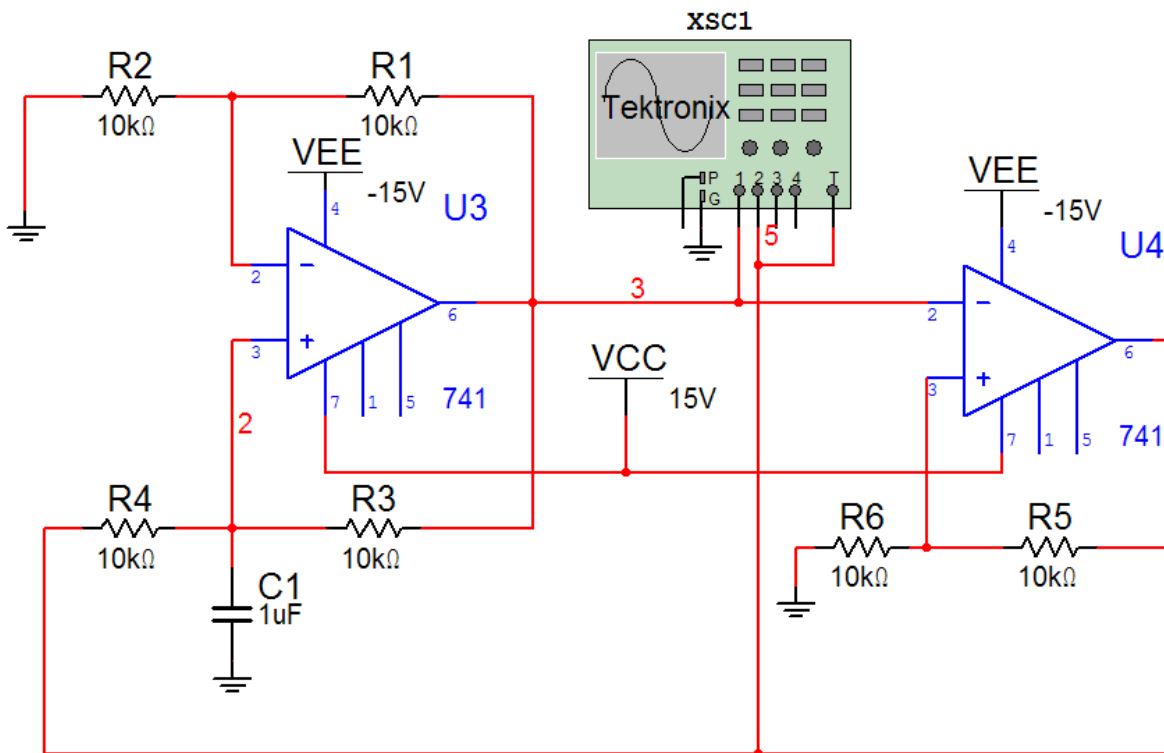 XSC1
R2
R1
10kΩ
10kΩ
Tektronix
VEE
-15V
4
U3
P
G
1 2 3 4 T
5
VEE
-15V
4
U4
2
3
6
3
2
3
6
VCC
15V
7
1
5
741
7
1
5
741
2
R4
R3
10kΩ
10kΩ
R6
R5
10kΩ
10kΩ
C1
1uF